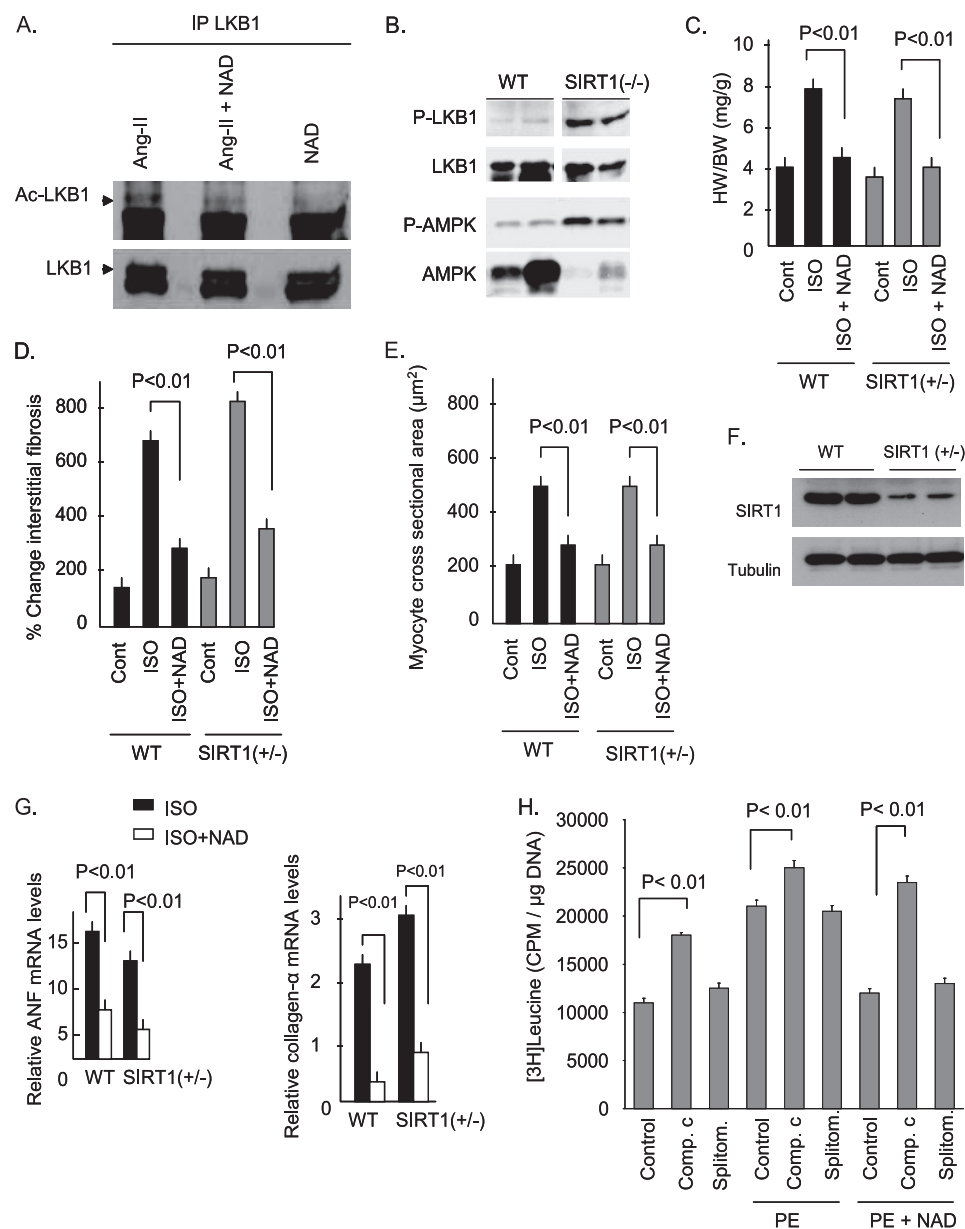 A.
IP LKB1
Ang-II
Ang-II + NAD
NAD
Ac-LKB1
LKB1
B.
WT
SIRT1(-/-)
P-LKB1
LKB1
P-AMPK
AMPK
C.
HW/BW (mg/g)
10
8
6
4
2
0
P<0.01
P<0.01
Cont
ISO
ISO + NAD
Cont
ISO
ISO + NAD
WT
SIRT1(+/-)
D.
% Change interstitial fibrosis
800
600
400
200
0
P<0.01
P<0.01
Cont
ISO
ISO+NAD
Cont
ISO
ISO+NAD
WT
SIRT1(+/-)
E.
Myocyte cross sectional area (µm²)
800
600
400
200
0
P<0.01
P<0.01
Cont
ISO
ISO+NAD
Cont
ISO
ISO+NAD
WT
SIRT1(+/-)
F.
WT
SIRT1 (+/-)
SIRT1
Tubulin
G.
ISO
ISO+NAD
Relative ANF mRNA levels
15
10
5
0
P<0.01
P<0.01
WT
SIRT1(+/-)
Relative collagen-α mRNA levels
3
2
1
0
P<0.01
P<0.01
WT
SIRT1(+/-)
H.
[3H]Leucine (CPM / µg DNA)
30000
25000
20000
15000
10000
5000
0
P< 0.01
P< 0.01
P< 0.01
Control
Comp. c
Splitom.
Control
Comp. c
Splitom.
Control
Comp. c
Splitom.
PE
PE + NAD